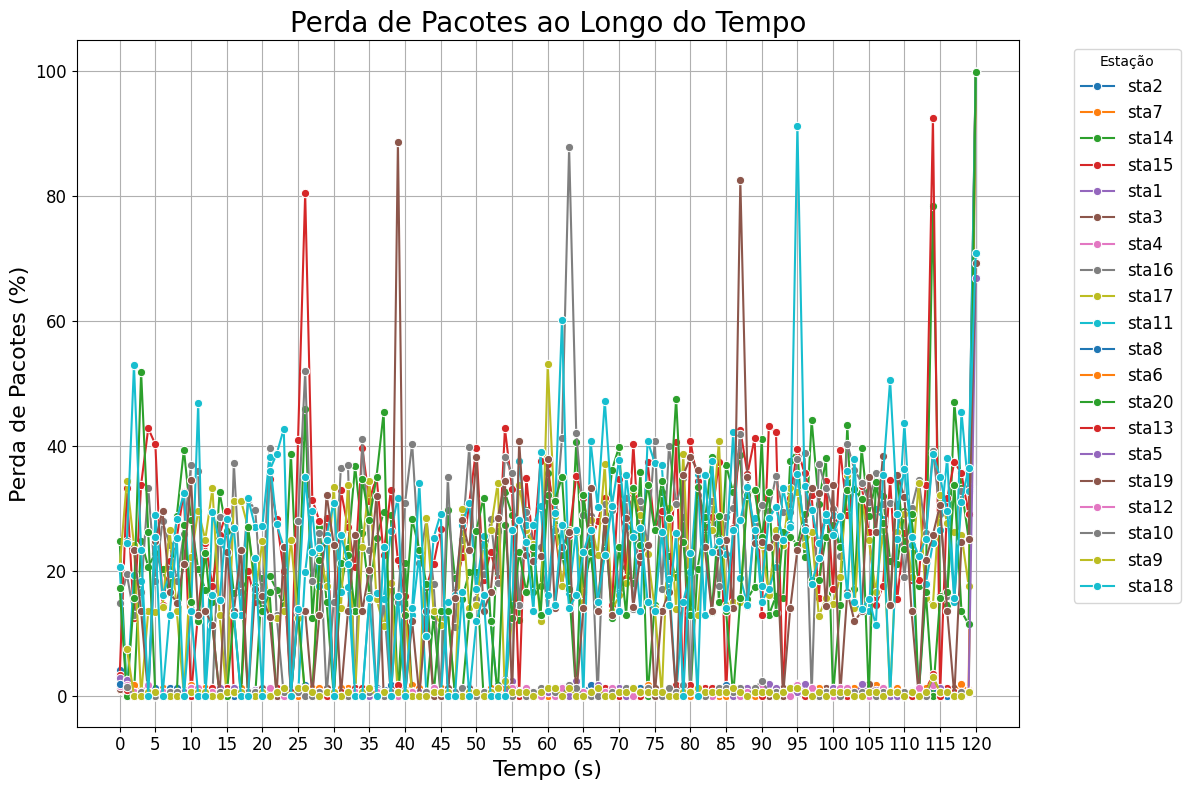 Perda de Pacotes ao Longo do Tempo
Perda de Pacotes (%)
100
80
60
40
20
0
0 5 10 15 20 25 30 35 40 45 50 55 60 65 70 75 80 85 90 95 100 105 110 115 120
Tempo (s)
Estação
sta2
sta7
sta14
sta15
sta1
sta3
sta4
sta16
sta17
sta11
sta8
sta6
sta20
sta13
sta5
sta19
sta12
sta10
sta9
sta18